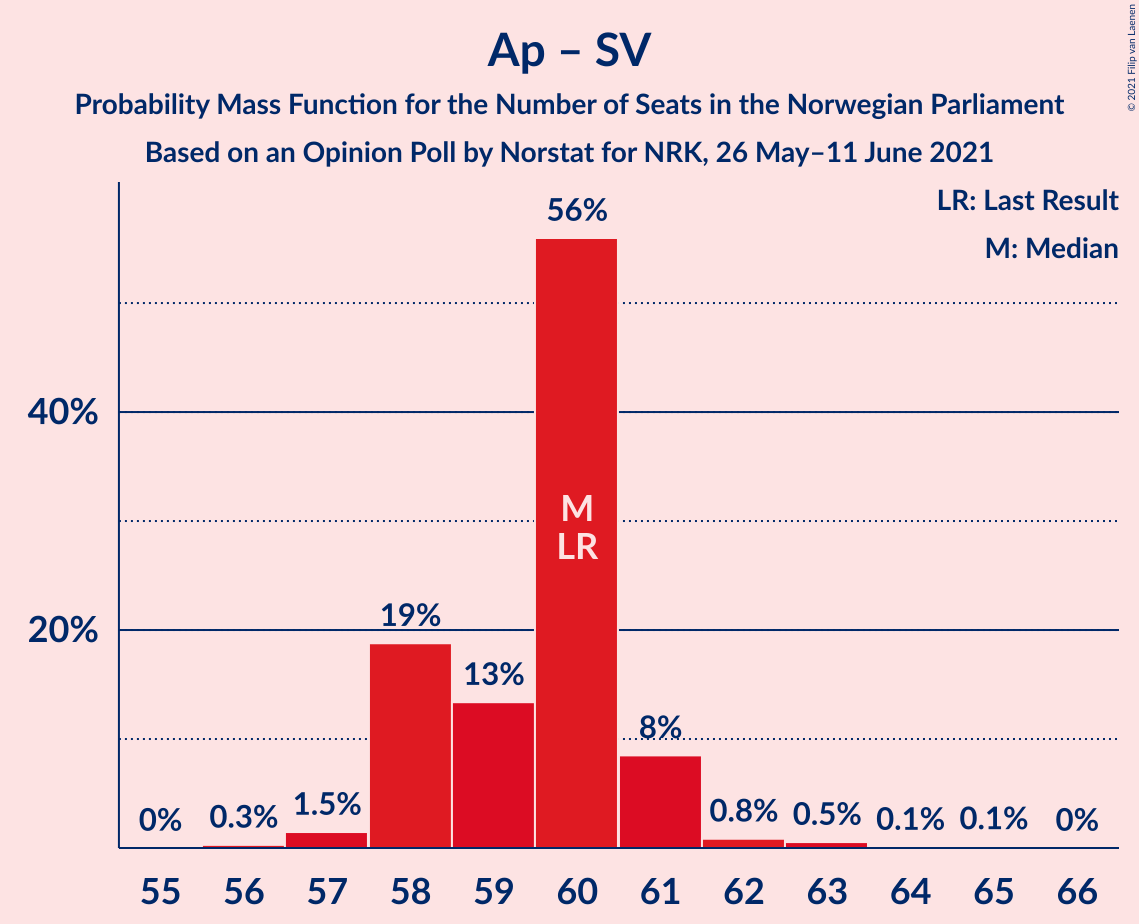 Ap – SV
Probability Mass Function for the Number of Seats in the Norwegian Parliament
Based on an Opinion Poll by Norstat for NRK, 26 May–11 June 2021
© 2021 Filip van Laenen
LR: Last Result
M: Median
40%
20%
0%
0.3%
1.5%
19%
13%
56%
8%
0.8%
0.5%
0.1%
0.1%
0%
M
LR
55 56 57 58 59 60 61 62 63 64 65 66